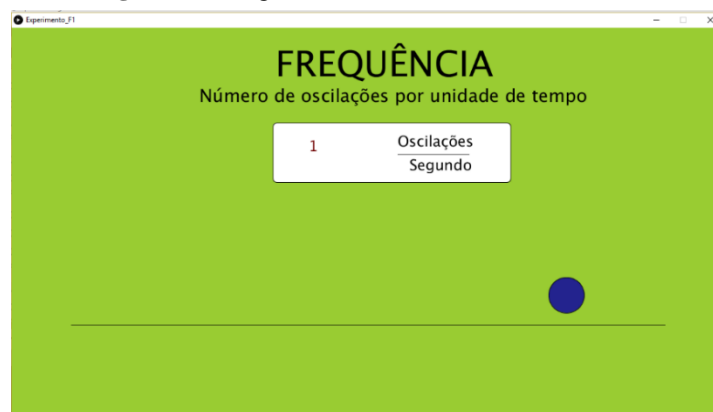 Experimento_F1
FREQUÊNCIA
Número de oscilações por unidade de tempo
1
Oscilações
Segundo